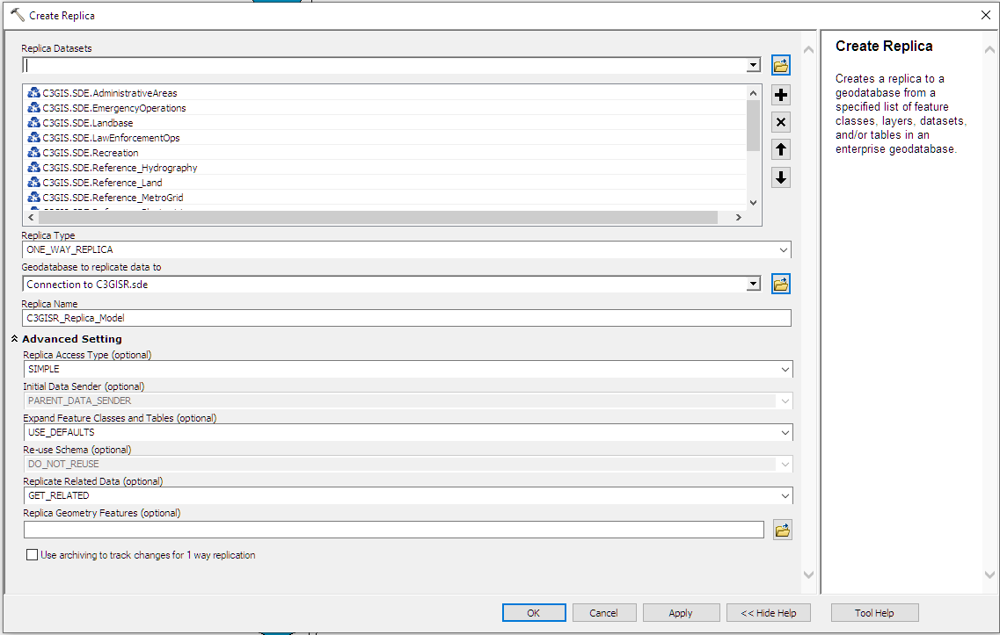 Create Replica
Replica Datasets
C3GIS.SDE.AdministrativeAreas
C3GIS.SDE.EmergencyOperations
C3GIS.SDE.Landbase
C3GIS.SDE.LawEnforcementOps
C3GIS.SDE.Recreation
C3GIS.SDE.Reference_Hydrography
C3GIS.SDE.Reference_Land
C3GIS.SDE.Reference_MetroGrid
Replica Type
ONE_WAY_REPLICA
Geodatabase to replicate data to
Connection to C3GISR.sde
Replica Name
C3GISR_Replica_Model
Advanced Setting
Replica Access Type (optional)
SIMPLE
Initial Data Sender (optional)
PARENT_DATA_SENDER
Expand Feature Classes and Tables (optional)
USE_DEFAULTS
Re-use Schema (optional)
DO_NOT_REUSE
Replicate Related Data (optional)
GET_RELATED
Replica Geometry Features (optional)
Use archiving to track changes for 1 way replication
Create Replica
Creates a replica to a
geodatabase from a
specified list of feature
classes, layers, datasets,
and/or tables in an
enterprise geodatabase.
OK
Cancel
Apply
<< Hide Help
Tool Help